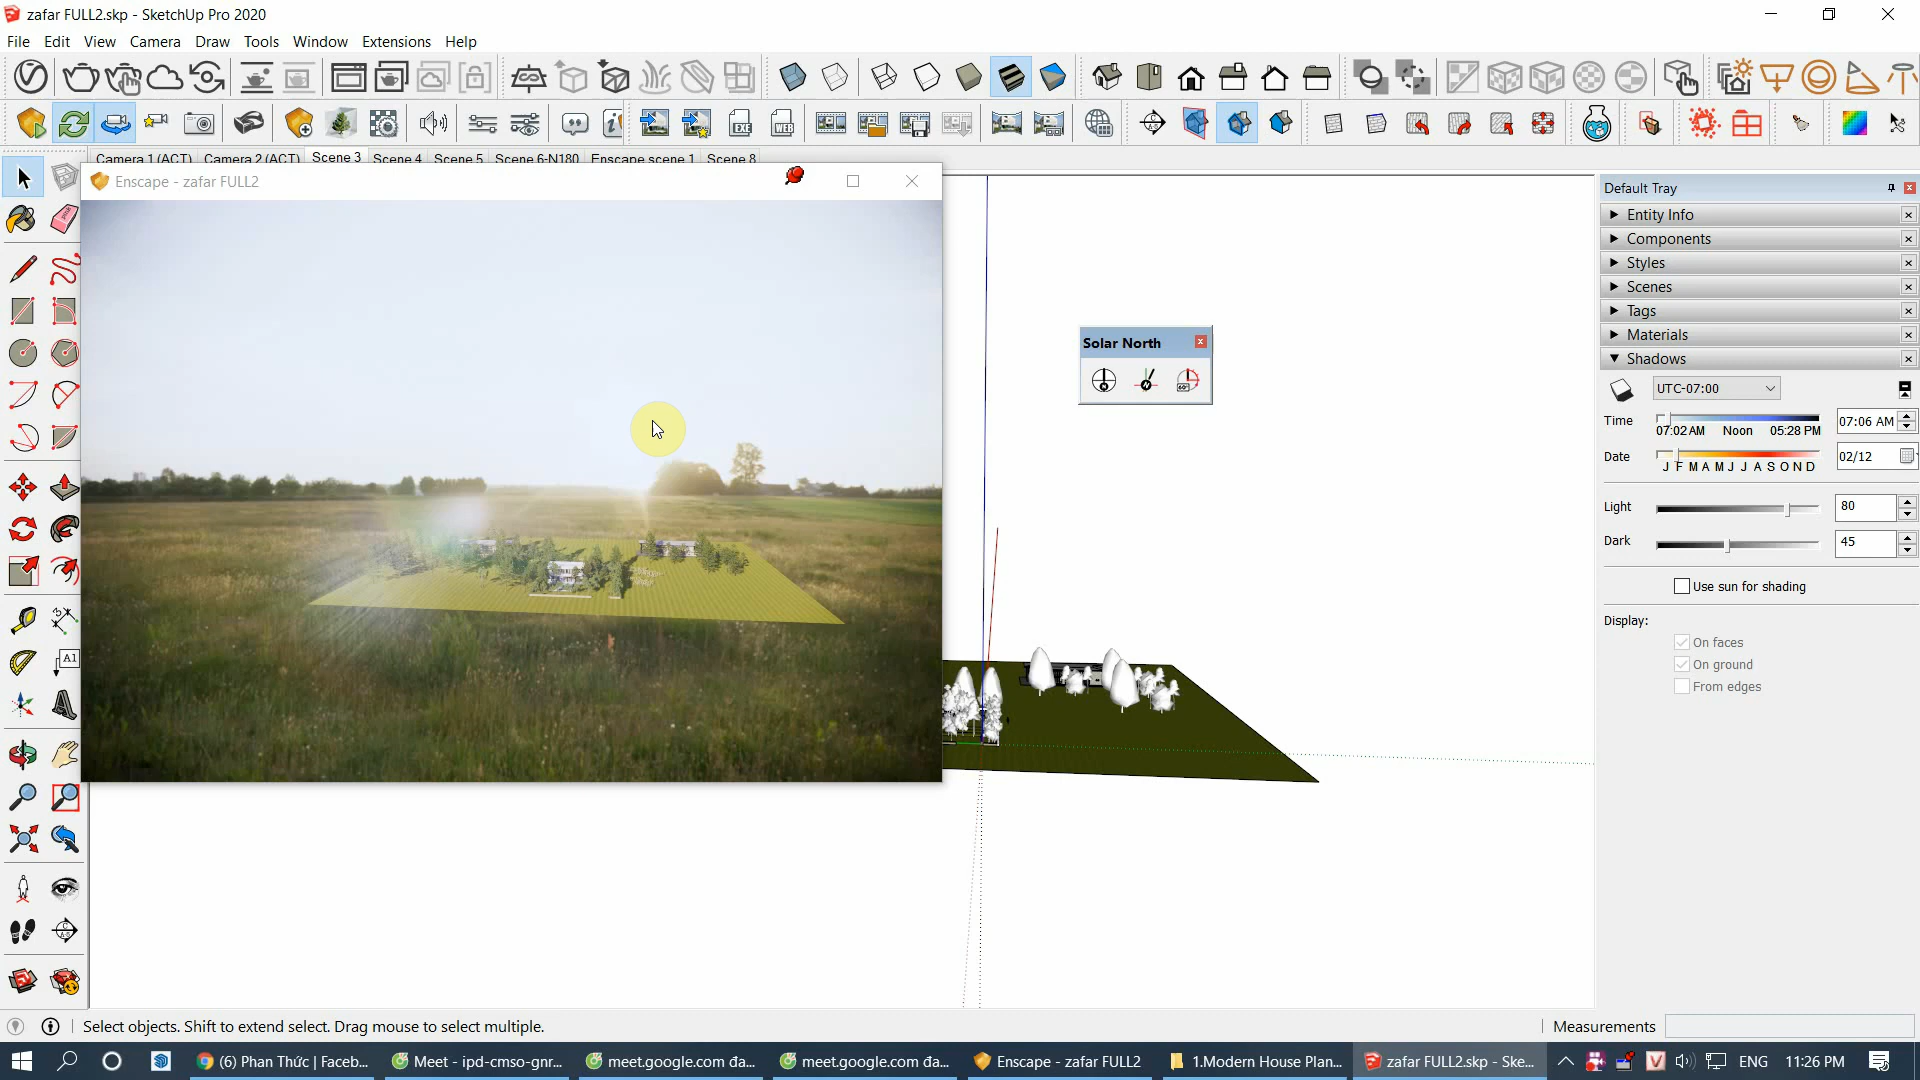 zafar FULL2.skp - SketchUp Pro 2020
File Edit View Camera Draw Tools Window Extensions Help
Camera 1 (ACT) Camera 2 (ACT) Scene 3 Scene 4 Scene 5 Scene 6-N180 Enscape scene 1 Scene 8
Enscape - zafar FULL2
Solar North
Default Tray
Entity Info
Components
Styles
Scenes
Tags
Materials
Shadows
UTC-07:00
Time
07:02 AM Noon 05:28 PM
07:06 AM
Date
J F M A M J J A S O N D
02/12
Light
80
Dark
45
Use sun for shading
Display:
On faces
On ground
From edges
EXE
WEB
A1
Select objects. Shift to extend select. Drag mouse to select multiple.
Measurements
(6) Phan Thức | Faceb...
Meet - ipd-cmso-gnr...
meet.google.com đa...
meet.google.com đa...
Enscape - zafar FULL2
1.Modern House Plan...
zafar FULL2.skp - Ske...
ENG
11:26 PM